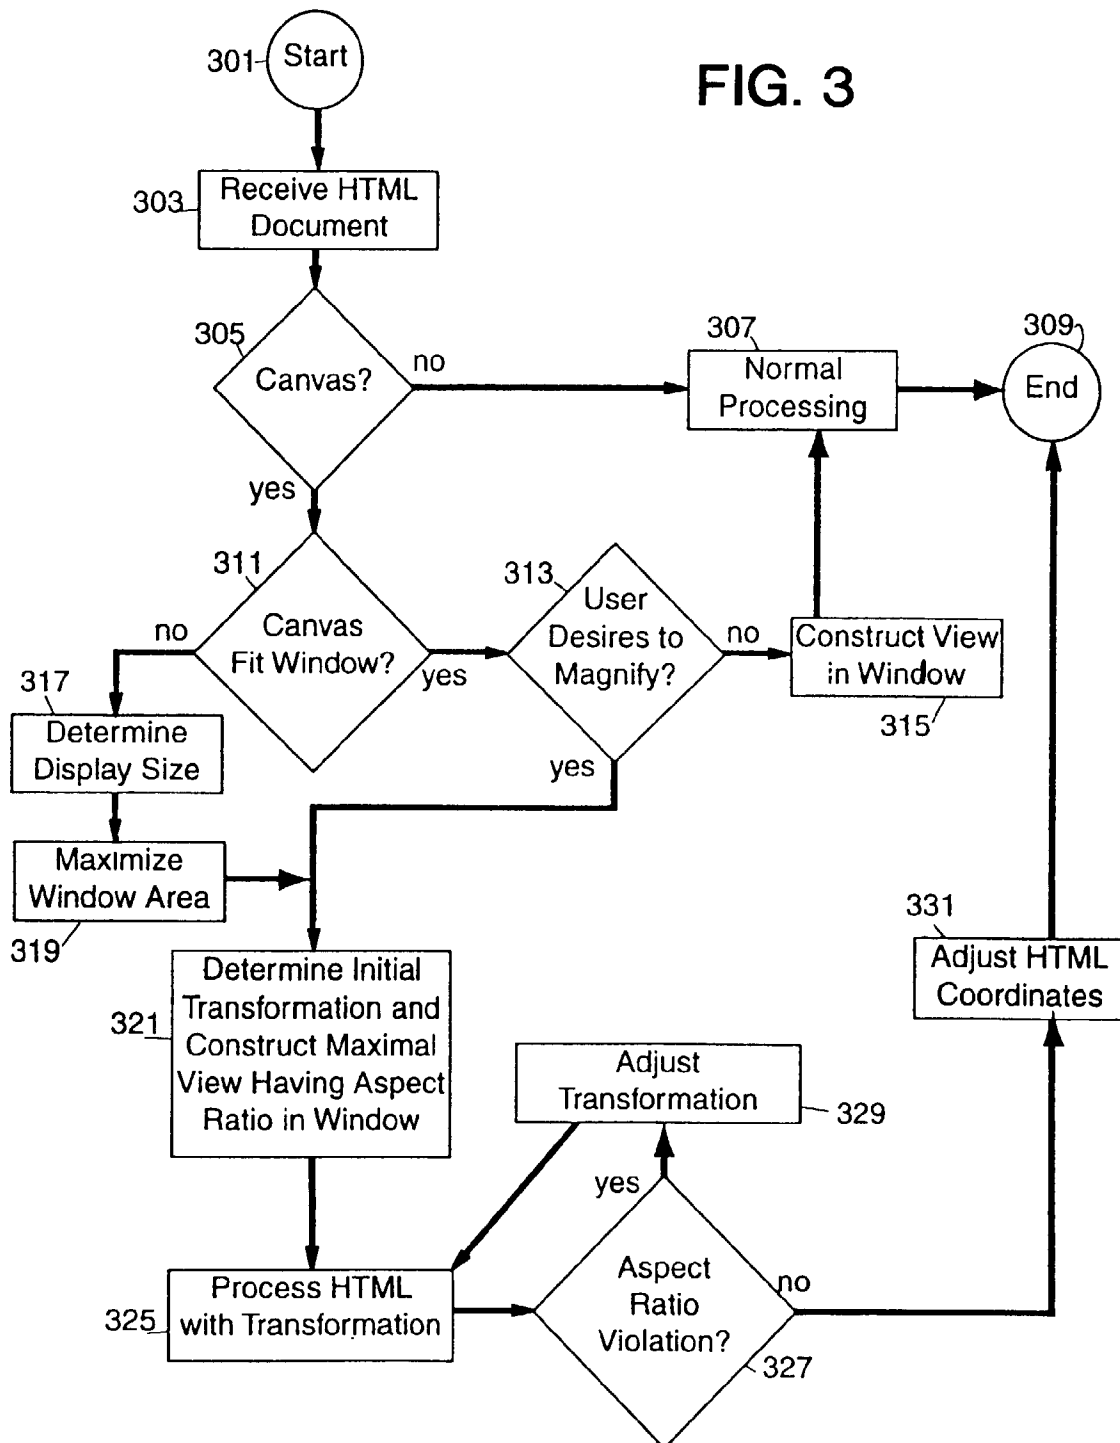 FIG. 3
301
Start
303
Receive HTML
Document
305
Canvas?
no
yes
307
Normal
Processing
309
End
311
Canvas
Fit Window?
no
yes
313
User
Desires to
Magnify?
no
yes
Construct View
in Window
315
317
Determine
Display Size
Maximize
Window Area
319
321
Determine Initial
Transformation and
Construct Maximal
View Having Aspect
Ratio in Window
331
Adjust HTML
Coordinates
Adjust
Transformation
329
yes
325
Process HTML
with Transformation
Aspect
Ratio
Violation?
no
327